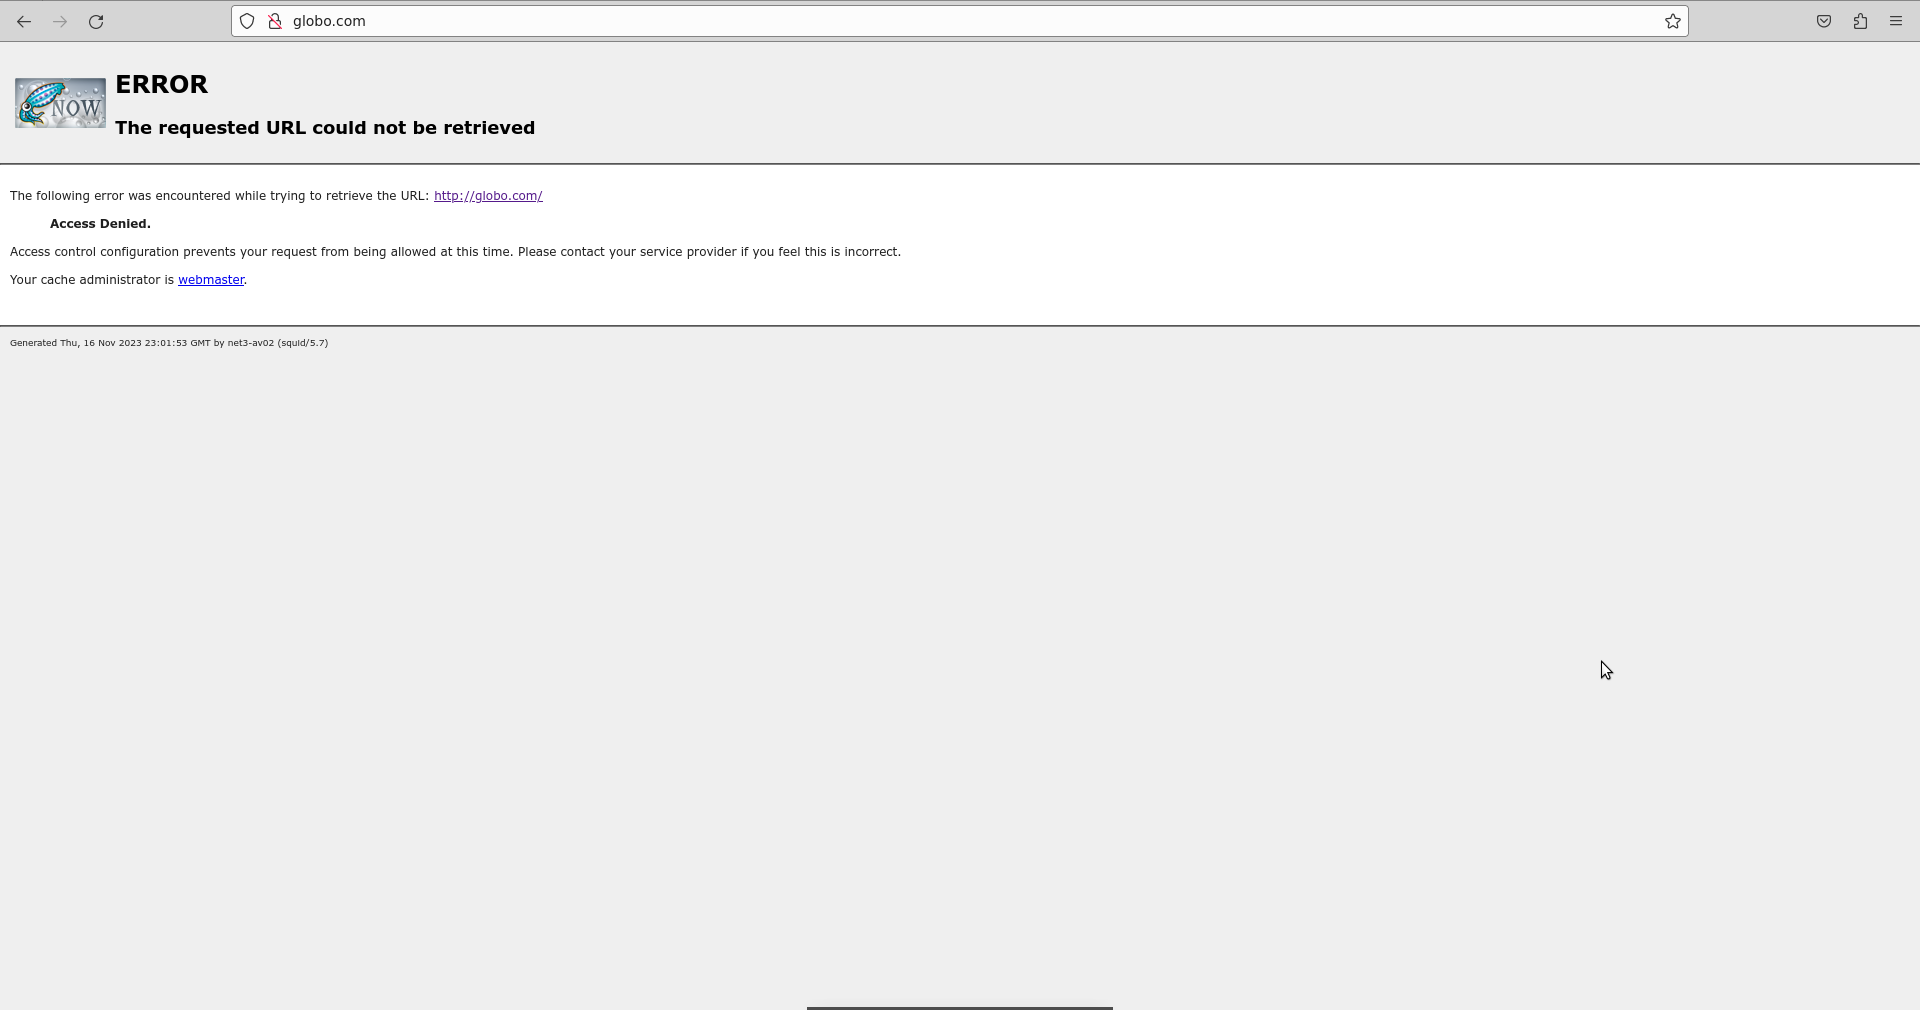 globo.com
NOW
ERROR
The requested URL could not be retrieved
The following error was encountered while trying to retrieve the URL: http://globo.com/
Access Denied.
Access control configuration prevents your request from being allowed at this time. Please contact your service provider if you feel this is incorrect.
Your cache administrator is webmaster.
Generated Thu, 16 Nov 2023 23:01:53 GMT by net3-av02 (squid/5.7)